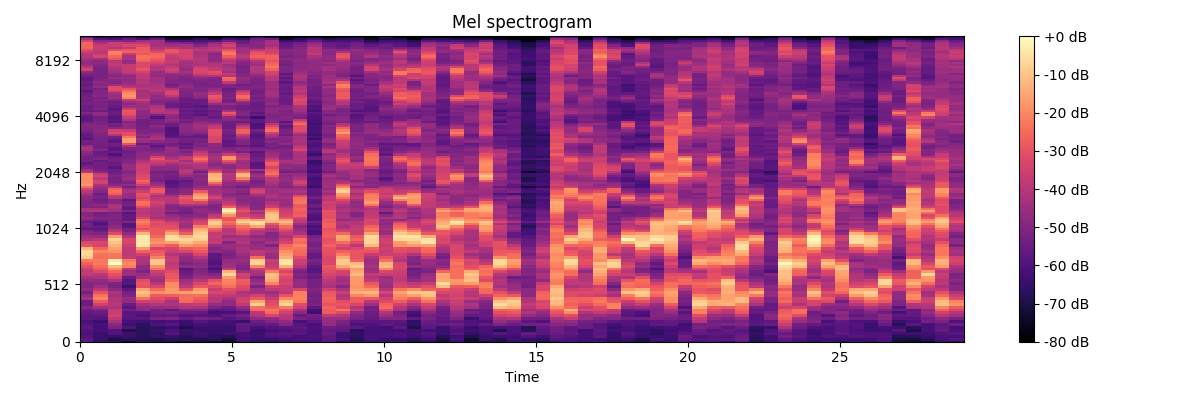 Mel spectrogram
Hz
8192
4096
2048
1024
512
0
0 5 10 15 20 25
Time
+0 dB
-10 dB
-20 dB
-30 dB
-40 dB
-50 dB
-60 dB
-70 dB
-80 dB